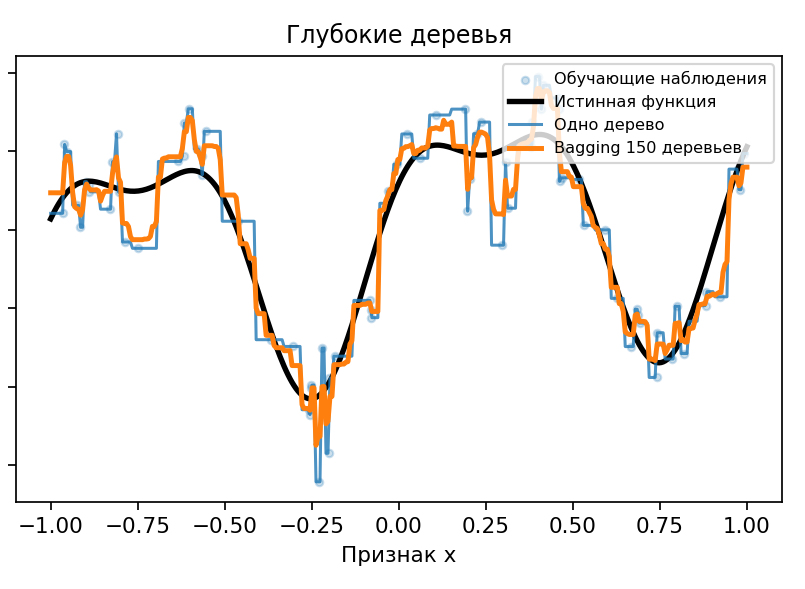 Глубокие деревья
Обучающие наблюдения
Истинная функция
Одно дерево
Bagging 150 деревьев
−1.00 −0.75 −0.50 −0.25 0.00 0.25 0.50 0.75 1.00
Признак x